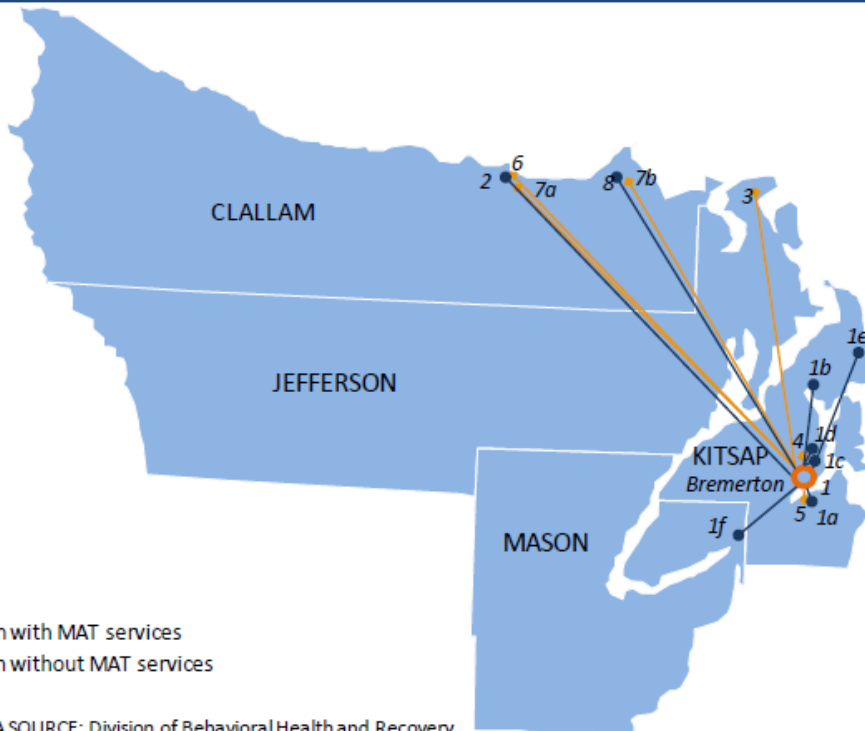 6
2
7a
8
7b
3
CLALLAM
1e
1b
JEFFERSON
4
1d
KITSAP
1c
Bremerton
1
5
1a
1f
MASON
with MAT services
without MAT services
SOURCE: Division of Behavioral Health and Recovery